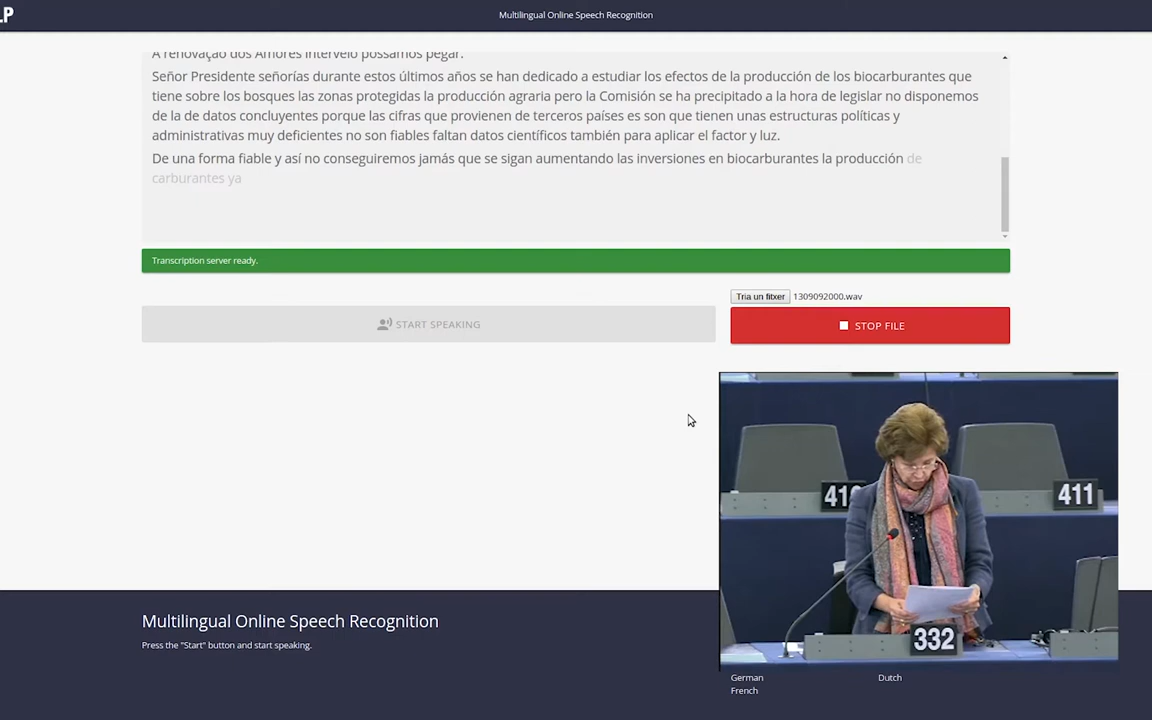 LP
Multilingual Online Speech Recognition
A renovação dos Amores intervelo possamos pegar.
Señor Presidente señorías durante estos últimos años se han dedicado a estudiar los efectos de la producción de los biocarburantes que
tiene sobre los bosques las zonas protegidas la producción agraria pero la Comisión se ha precipitado a la hora de legislar no disponemos
de la de datos concluyentes porque las cifras que provienen de terceros países es son que tienen unas estructuras políticas y
administrativas muy deficientes no son fiables faltan datos científicos también para aplicar el factor y luz.
De una forma fiable y así no conseguiremos jamás que se sigan aumentando las inversiones en biocarburantes la producción de
carburantes ya
Transcription server ready.
Tria un fitxer 1309092000.wav
START SPEAKING
STOP FILE
411
332
Multilingual Online Speech Recognition
Press the "Start" button and start speaking.
German
Dutch
French